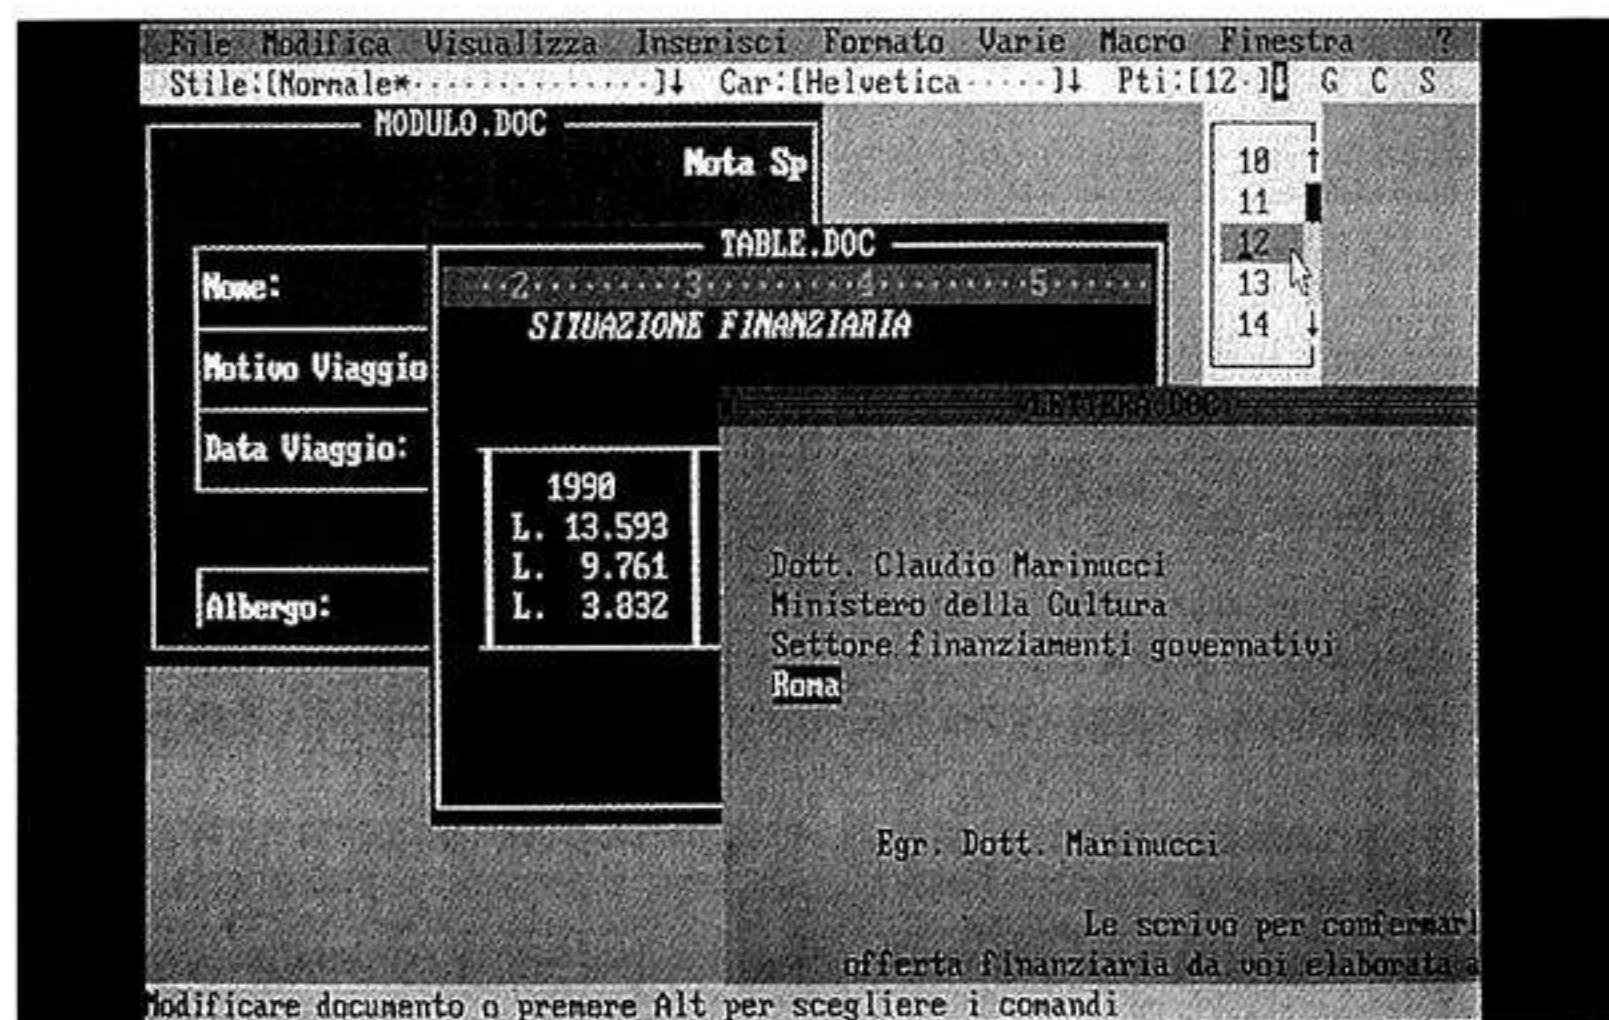 File Modifica Visualizza Inserisci Formato Varie Macro Finestra ?
Stile:[Normale*··············]↓ Car:[Helvetica·····]↓ Pti:[12·]↓ G C S
MODULO.DOC
Nota Sp
Nome:
Motivo Viaggio
Data Viaggio:
Albergo:
TABLE.DOC
··2·········3·········4·········5······
SITUAZIONE FINANZIARIA
1990
L. 13.593
L. 9.761
L. 3.832
10 ↑
11
12
13
14 ↓
LETTERA.DOC
Dott. Claudio Marinucci
Ministero della Cultura
Settore finanziamenti governativi
Roma
Egr. Dott. Marinucci
Le scrivo per confermarl
offerta finanziaria da voi elaborata a
Modificare documento o premere Alt per scegliere i comandi